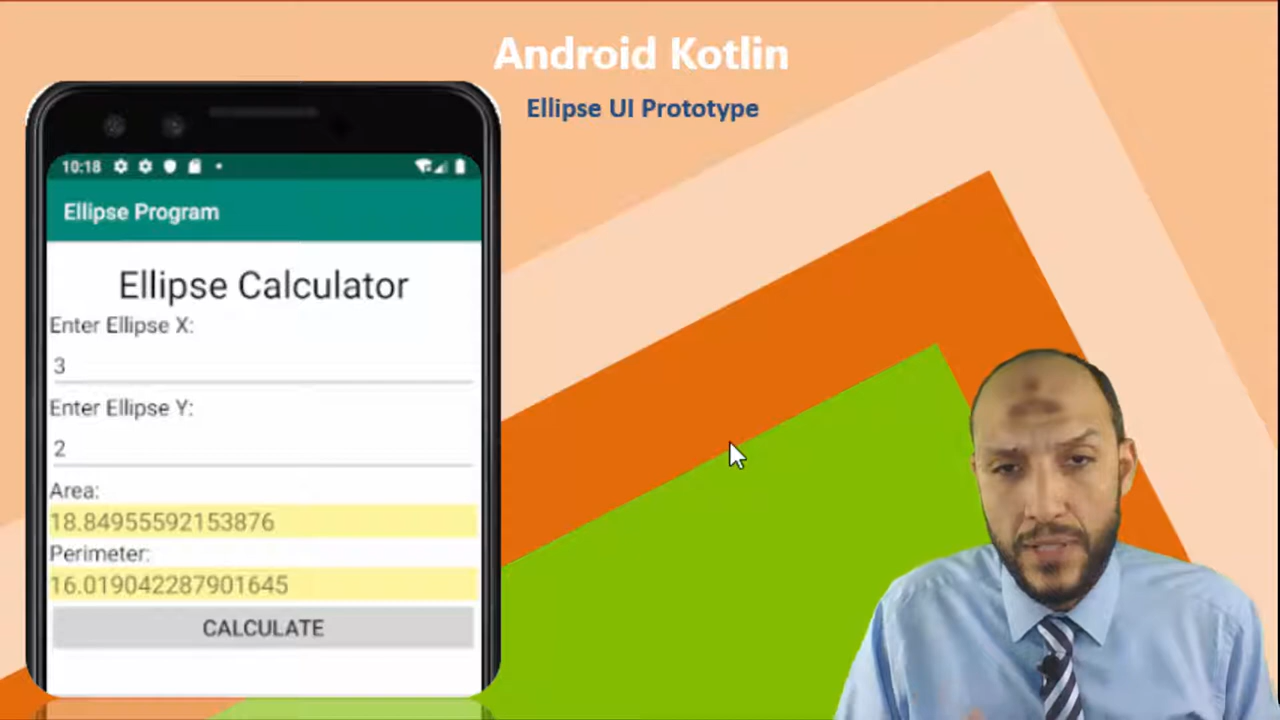 Android Kotlin
Ellipse UI Prototype
10:18
Ellipse Program
Ellipse Calculator
Enter Ellipse X:
3
Enter Ellipse Y:
2
Area:
18.84955592153876
Perimeter:
16.019042287901645
CALCULATE